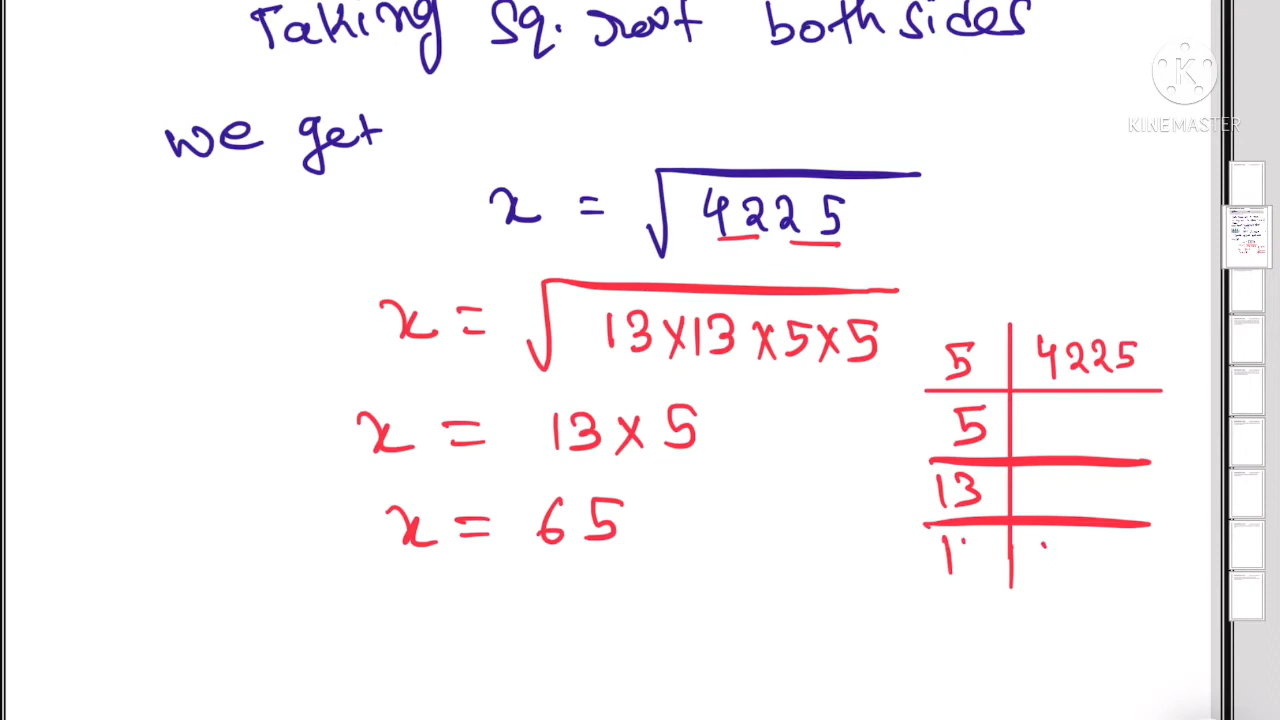 Taking sq. root both sides
K
KINEMASTER
we get
x = √4225
x = √13×13×5×5
x = 13×5
x = 65
5 | 4225
5
13
1